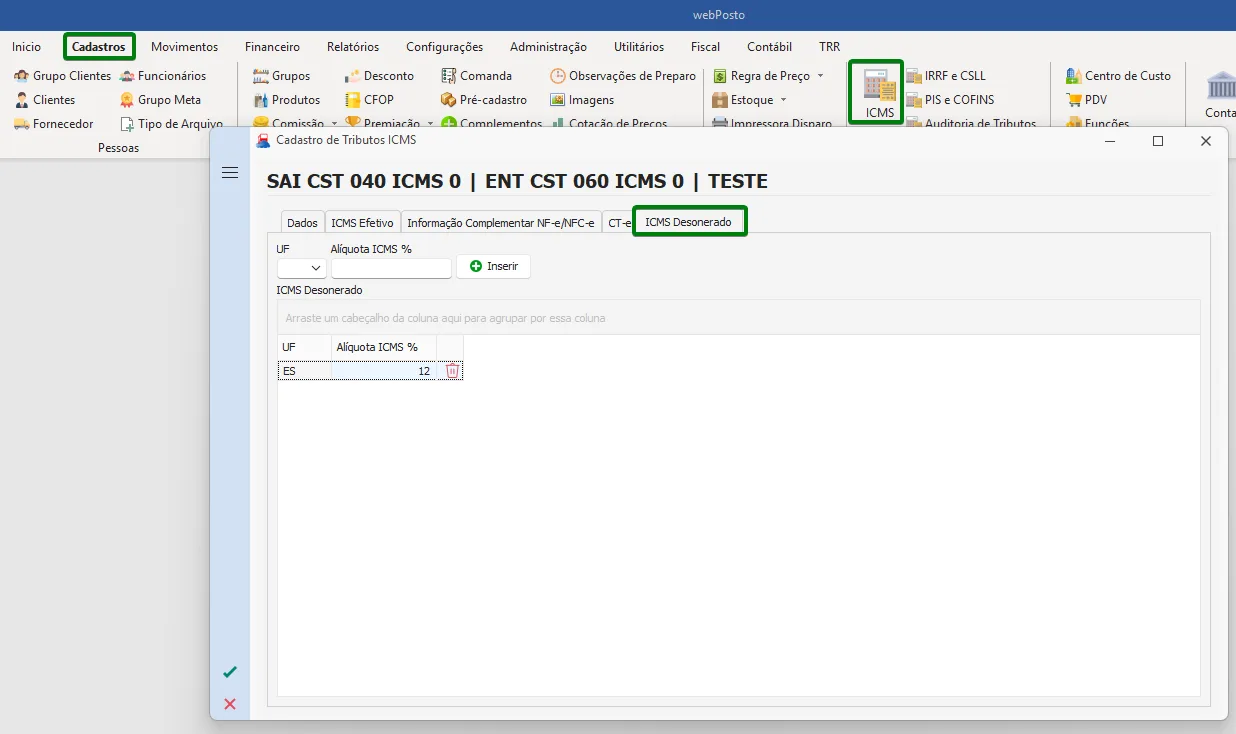 webPosto
Inicio Cadastros Movimentos Financeiro Relatórios Configurações Administração Utilitários Fiscal Contábil TRR
Grupo Clientes Funcionários Grupos Desconto Comanda Observações de Preparo Regra de Preço IRRF e CSLL Centro de Custo
Clientes Grupo Meta Produtos CFOP Pré-cadastro Imagens Estoque ICMS PIS e COFINS PDV Conta
Fornecedor Tipo de Arquivo Comissão Premiação Complementos Cotação de Preços Impressora Disparo Auditoria de Tributos Funções
Pessoas
Cadastro de Tributos ICMS
SAI CST 040 ICMS 0 | ENT CST 060 ICMS 0 | TESTE
Dados ICMS Efetivo Informação Complementar NF-e/NFC-e CT-e ICMS Desonerado
UF Alíquota ICMS %
Inserir
ICMS Desonerado
Arraste um cabeçalho da coluna aqui para agrupar por essa coluna
UF Alíquota ICMS %
ES 12